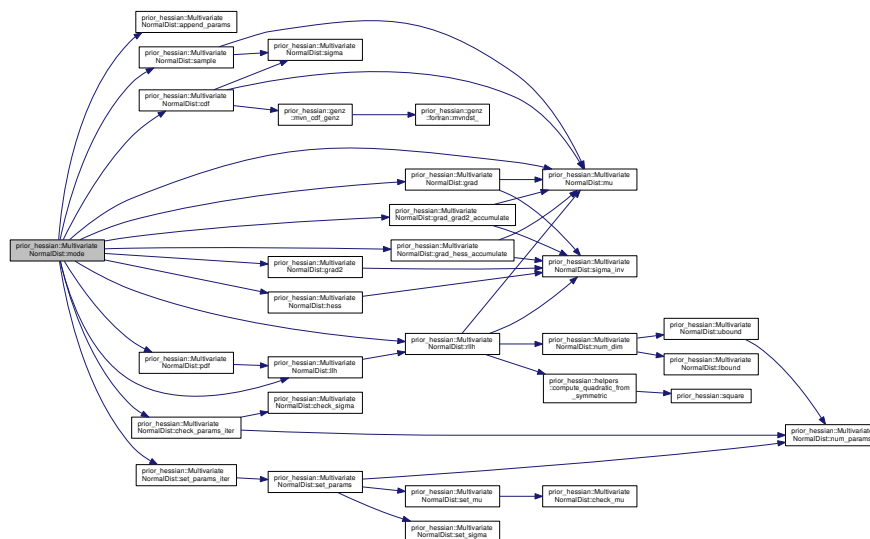 prior_hessian::Multivariate
NormalDist::append_params
prior_hessian::Multivariate
NormalDist::sample
prior_hessian::Multivariate
NormalDist::sigma
prior_hessian::Multivariate
NormalDist::cdf
prior_hessian::genz
::mvn_cdf_genz
prior_hessian::genz
::fortran::mvndst_
prior_hessian::Multivariate
NormalDist::grad
prior_hessian::Multivariate
NormalDist::mu
prior_hessian::Multivariate
NormalDist::grad_grad2_accumulate
prior_hessian::Multivariate
NormalDist::mode
prior_hessian::Multivariate
NormalDist::grad_hess_accumulate
prior_hessian::Multivariate
NormalDist::grad2
prior_hessian::Multivariate
NormalDist::sigma_inv
prior_hessian::Multivariate
NormalDist::hess
prior_hessian::Multivariate
NormalDist::rllh
prior_hessian::Multivariate
NormalDist::num_dim
prior_hessian::Multivariate
NormalDist::ubound
prior_hessian::Multivariate
NormalDist::lbound
prior_hessian::Multivariate
NormalDist::pdf
prior_hessian::Multivariate
NormalDist::llh
prior_hessian::helpers
::compute_quadratic_from
_symmetric
prior_hessian::square
prior_hessian::Multivariate
NormalDist::check_sigma
prior_hessian::Multivariate
NormalDist::check_params_iter
prior_hessian::Multivariate
NormalDist::num_params
prior_hessian::Multivariate
NormalDist::set_params_iter
prior_hessian::Multivariate
NormalDist::set_params
prior_hessian::Multivariate
NormalDist::set_mu
prior_hessian::Multivariate
NormalDist::check_mu
prior_hessian::Multivariate
NormalDist::set_sigma